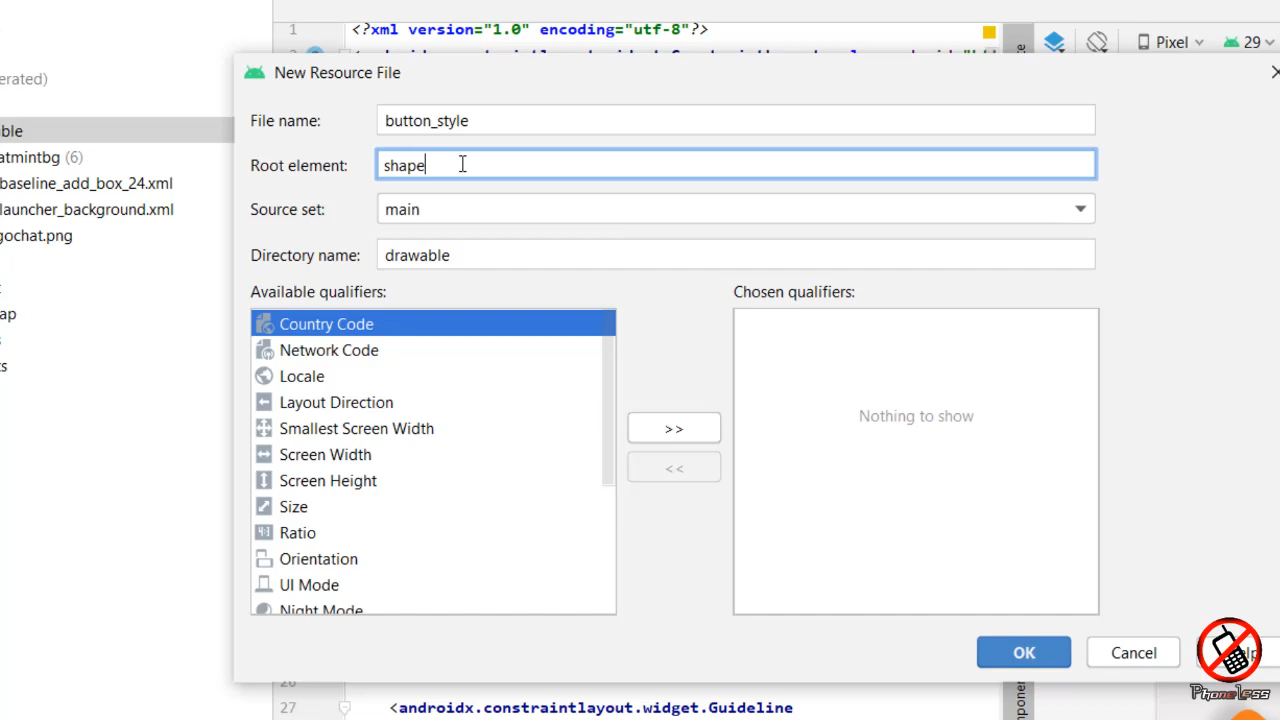 1 <?xml version="1.0" encoding="utf-8"?>
Pixel
29
erated)
New Resource File
File name:
button_style
ble
Root element:
shape
atmintbg (6)
baseline_add_box_24.xml
Source set:
main
launcher_background.xml
gochat.png
Directory name:
drawable
Available qualifiers:
Chosen qualifiers:
ap
Country Code
Network Code
ts
Locale
Layout Direction
Nothing to show
Smallest Screen Width
>>
Screen Width
<<
Screen Height
Size
Ratio
Orientation
UI Mode
Night Mode
OK
Cancel
PhoneLess
27 <androidx.constraintlayout.widget.Guideline